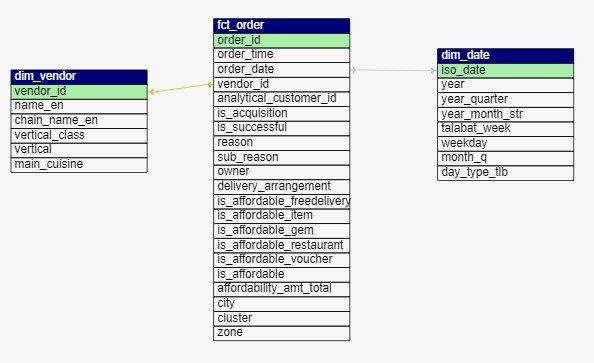 dim_vendor
vendor_id
name_en
chain_name_en
vertical_class
vertical
main_cuisine
fct_order
order_id
order_time
order_date
vendor_id
analytical_customer_id
is_acquisition
is_successful
reason
sub_reason
owner
delivery_arrangement
is_affordable_freedelivery
is_affordable_item
is_affordable_gem
is_affordable_restaurant
is_affordable_voucher
is_affordable
affordability_amt_total
city
cluster
zone
dim_date
iso_date
year
year_quarter
year_month_str
talabat_week
weekday
month_q
day_type_tlb